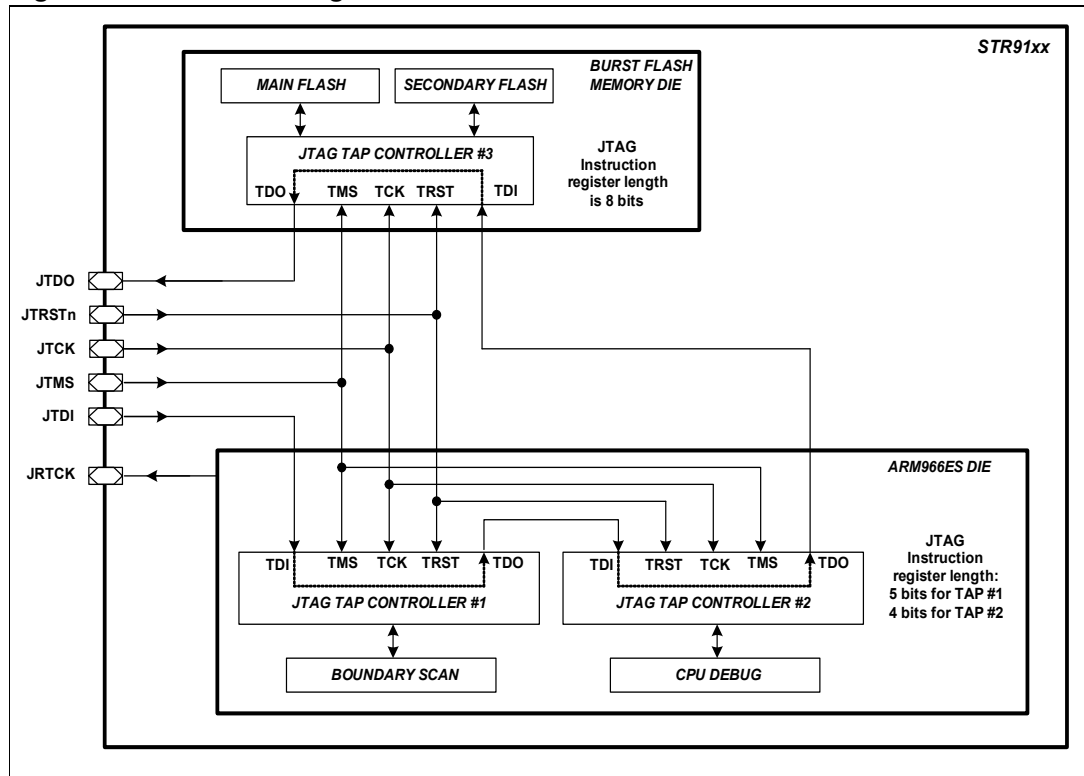 STR91xx
BURST FLASH
MEMORY DIE
MAIN FLASH
SECONDARY FLASH
JTAG TAP CONTROLLER #3
TDO TMS TCK TRST TDI
JTAG
Instruction
register length
is 8 bits
JTDO
JTRSTn
JTCK
JTMS
JTDI
JRTCK
ARM966ES DIE
TDI TMS TCK TRST TDO
JTAG TAP CONTROLLER #1
BOUNDARY SCAN
TDI TRST TCK TMS TDO
JTAG TAP CONTROLLER #2
CPU DEBUG
JTAG
Instruction
register length:
5 bits for TAP #1
4 bits for TAP #2